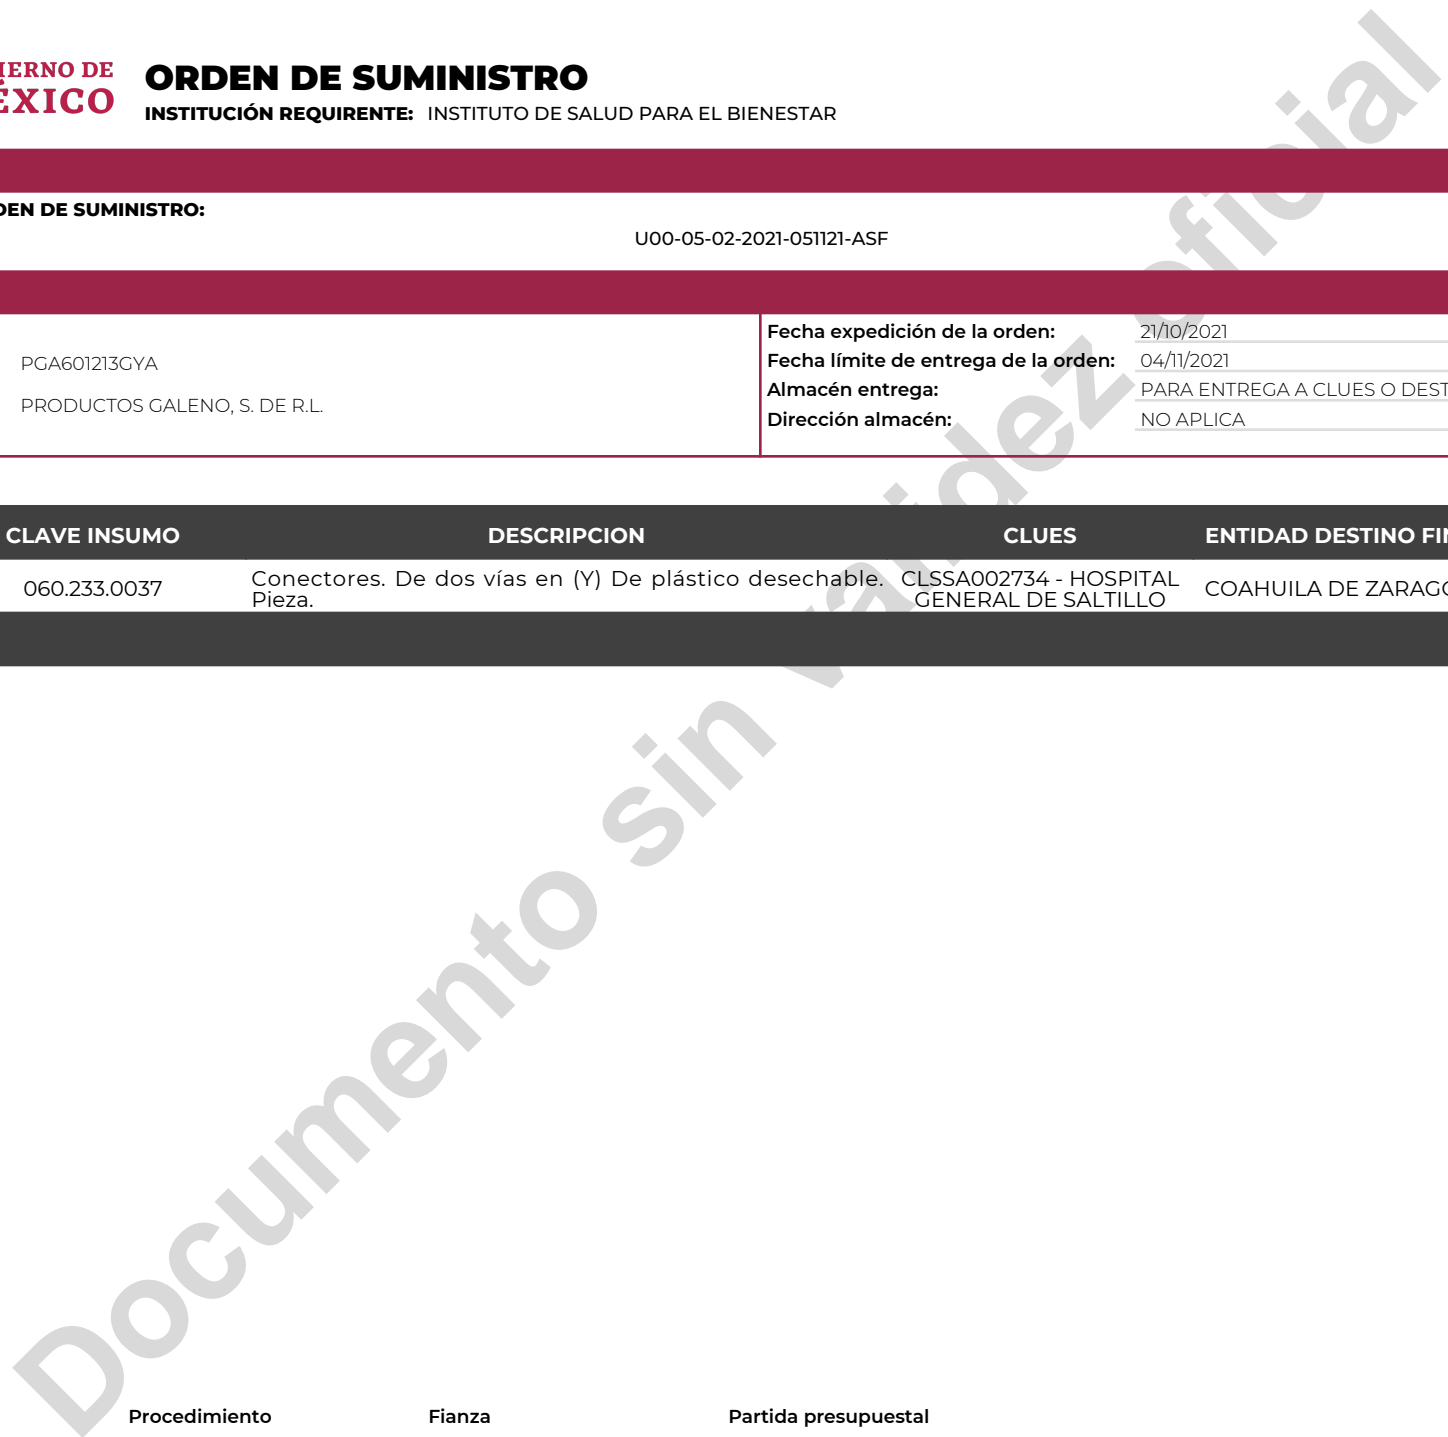 IERNO DE
ÉXICO
ORDEN DE SUMINISTRO
INSTITUCIÓN REQUIRENTE: INSTITUTO DE SALUD PARA EL BIENESTAR
DEN DE SUMINISTRO:
U00-05-02-2021-051121-ASF
PGA601213GYA
PRODUCTOS GALENO, S. DE R.L.
Fecha expedición de la orden: 21/10/2021
Fecha límite de entrega de la orden: 04/11/2021
Almacén entrega: PARA ENTREGA A CLUES O DEST
Dirección almacén: NO APLICA
CLAVE INSUMO DESCRIPCION CLUES ENTIDAD DESTINO FIN
060.233.0037 Conectores. De dos vías en (Y) De plástico desechable. CLSSA002734 - HOSPITAL COAHUILA DE ZARAGO
Pieza. GENERAL DE SALTILLO
Documento sin validez oficial
Procedimiento Fianza Partida presupuestal